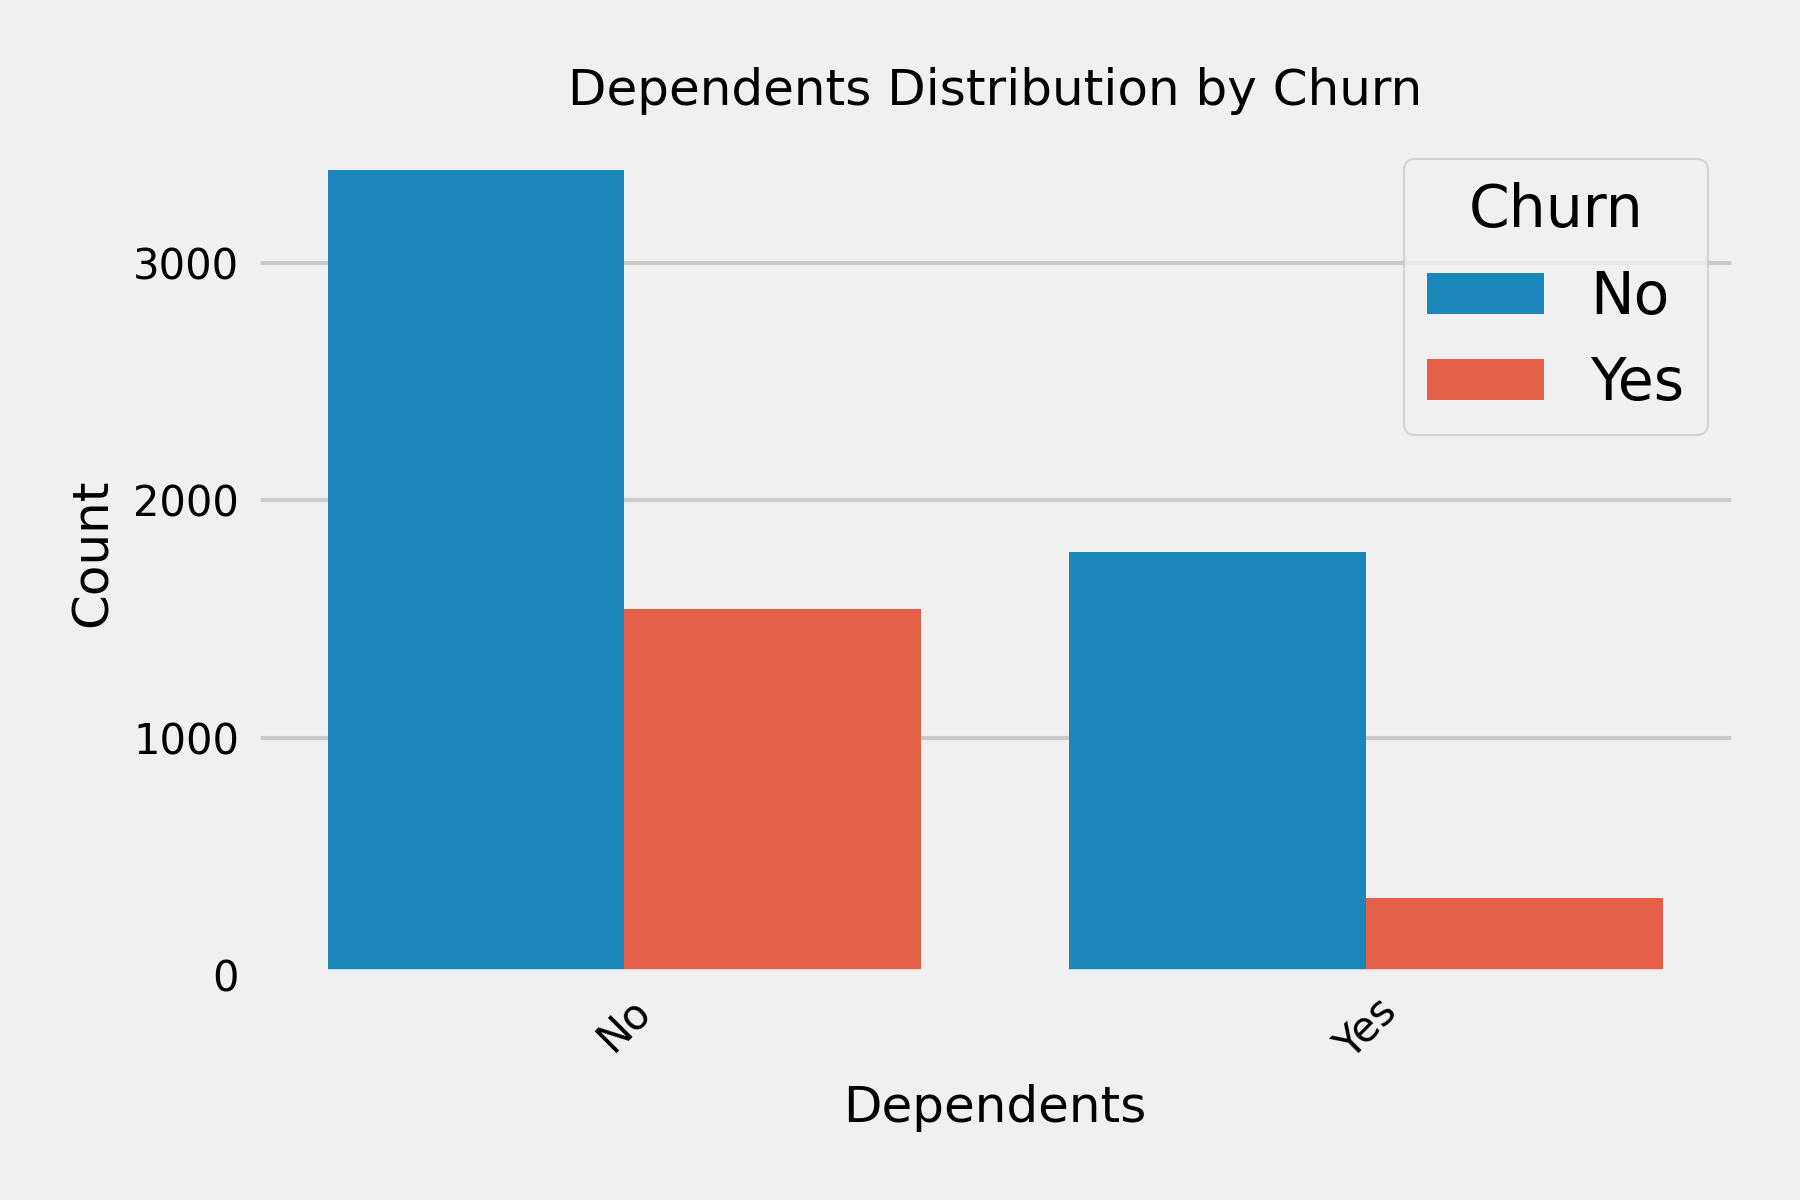 Dependents Distribution by Churn
Churn
No
Yes
3000
2000
1000
0
Count
No
Yes
Dependents